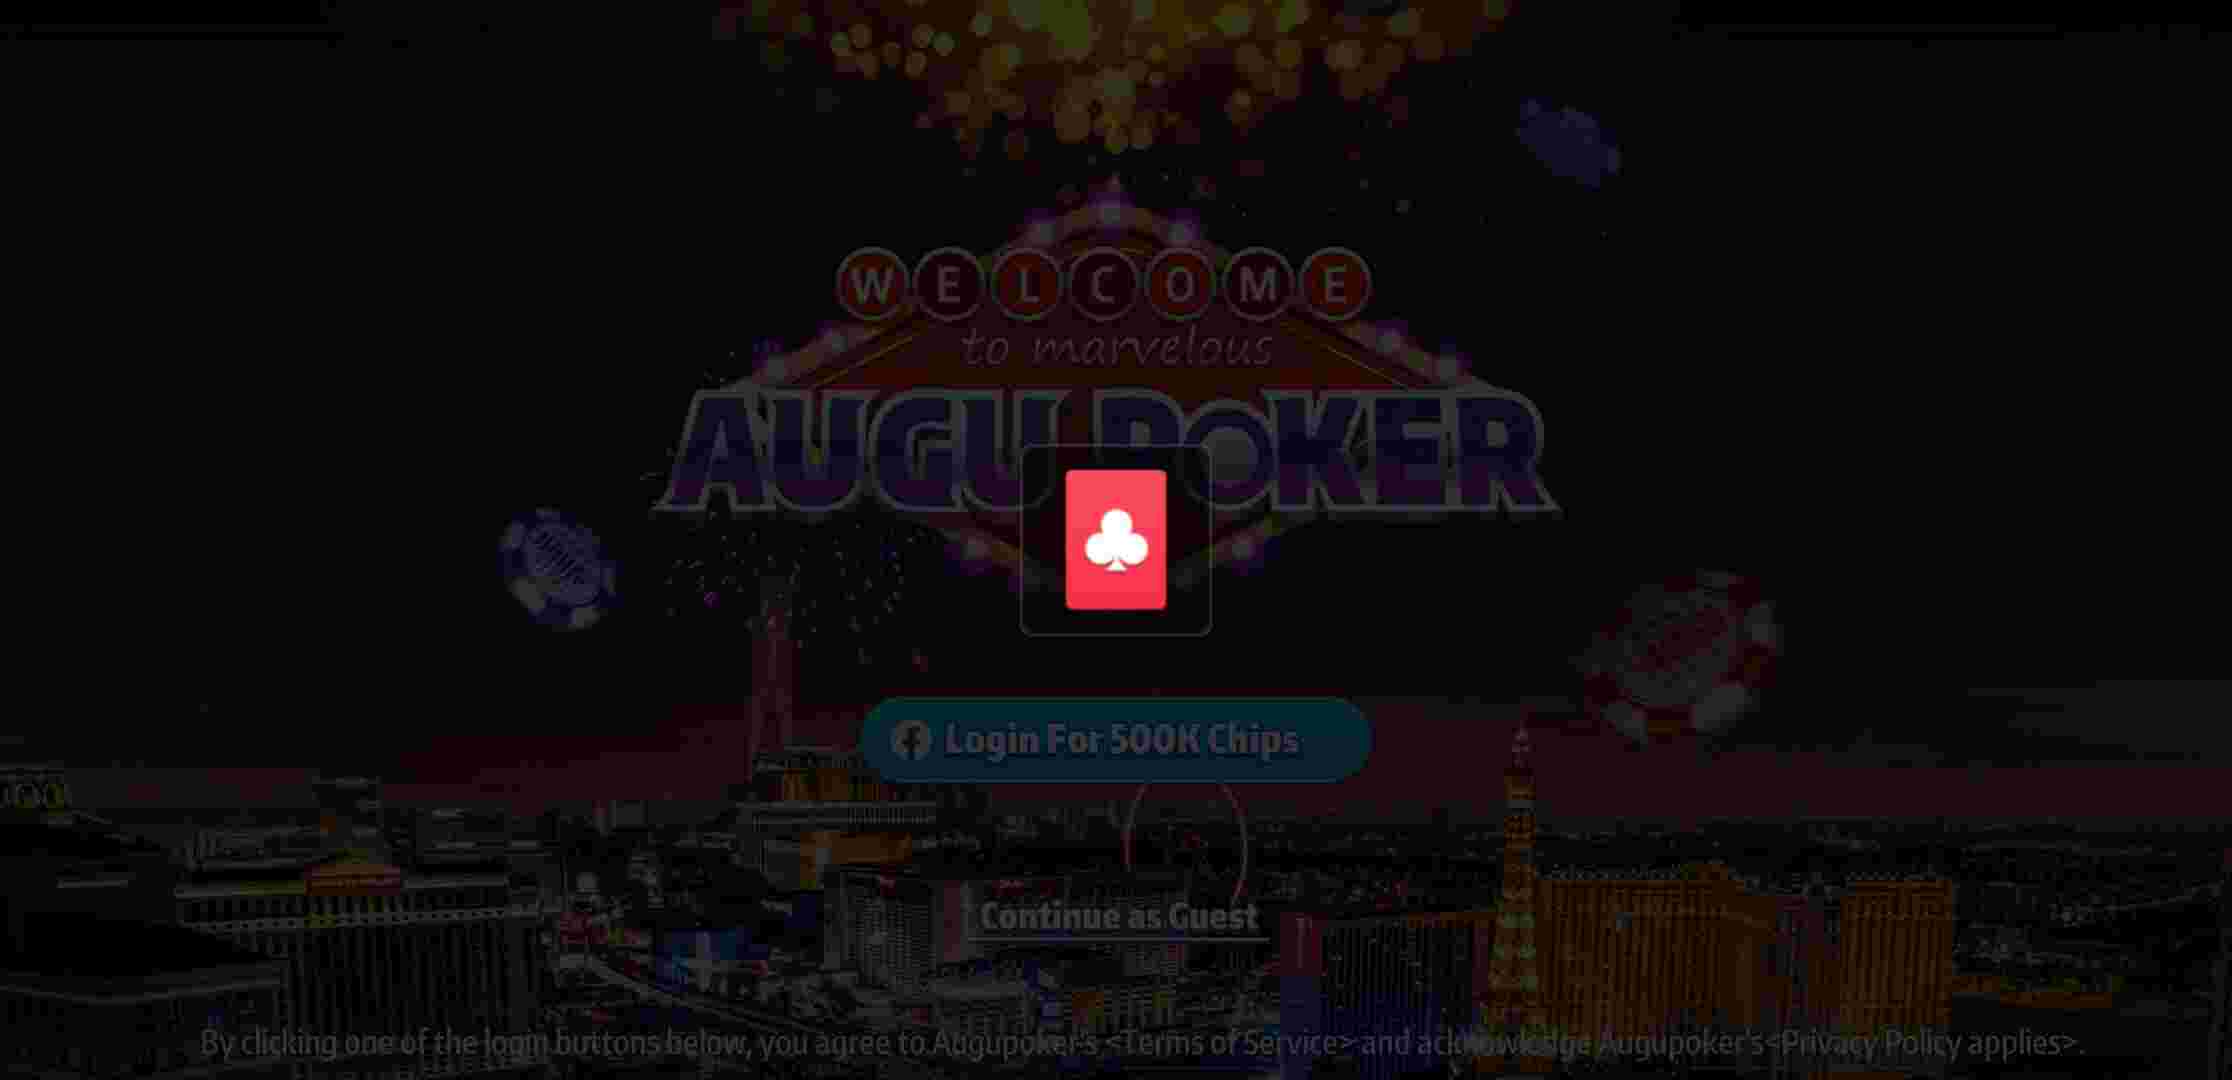 WELCOME
to marvelous
AUGU POKER
Login For 500K Chips
Continue as Guest
By clicking one of the login buttons below, you agree to Augupoker's <Terms of Service> and acknowledge Augupoker's<Privacy Policy applies>.